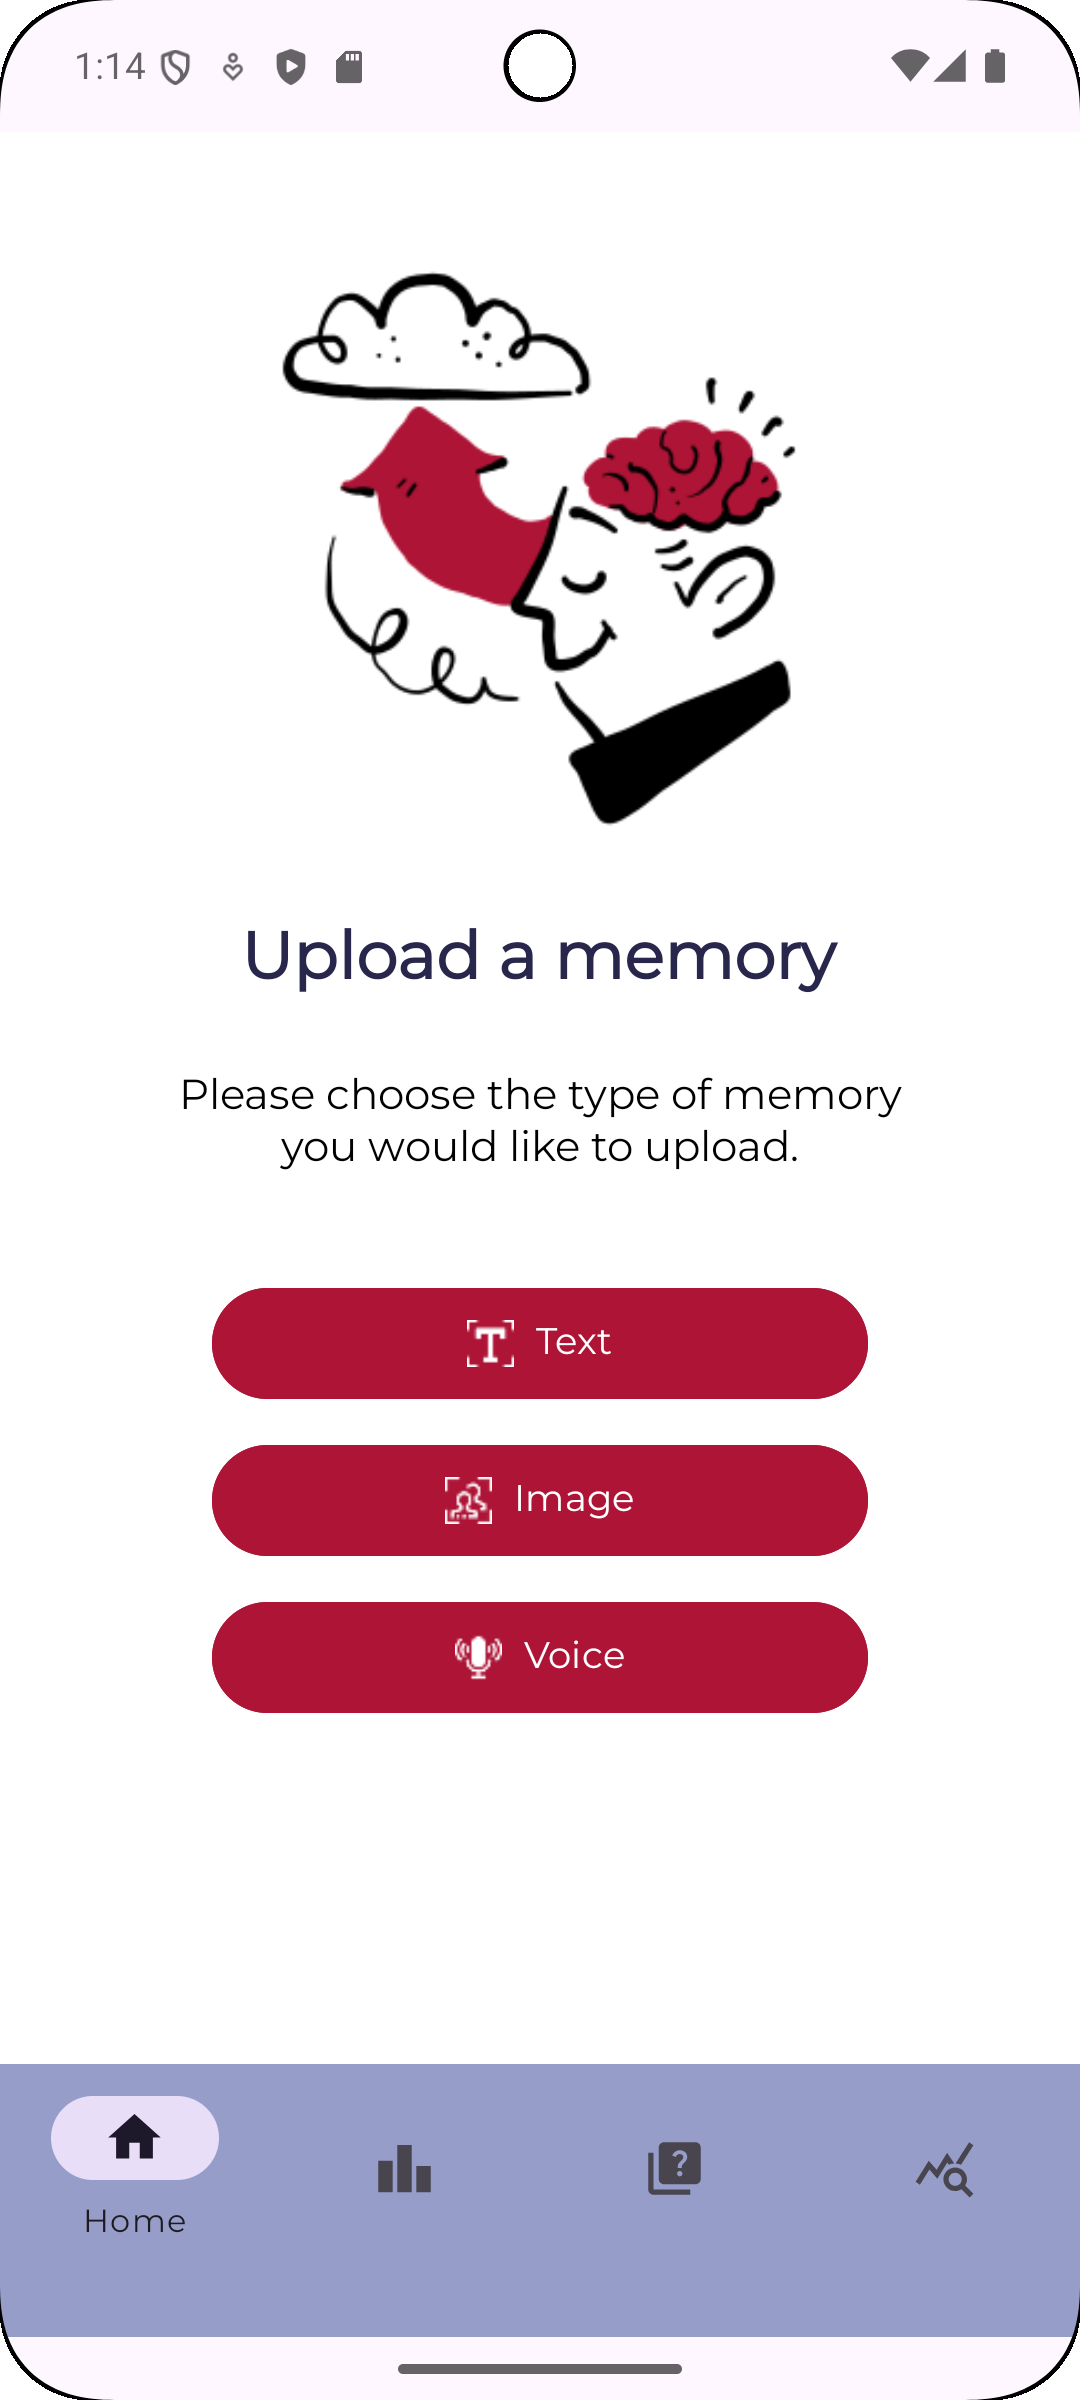 1:14
Upload a memory
Please choose the type of memory
you would like to upload.
Text
Image
Voice
Home